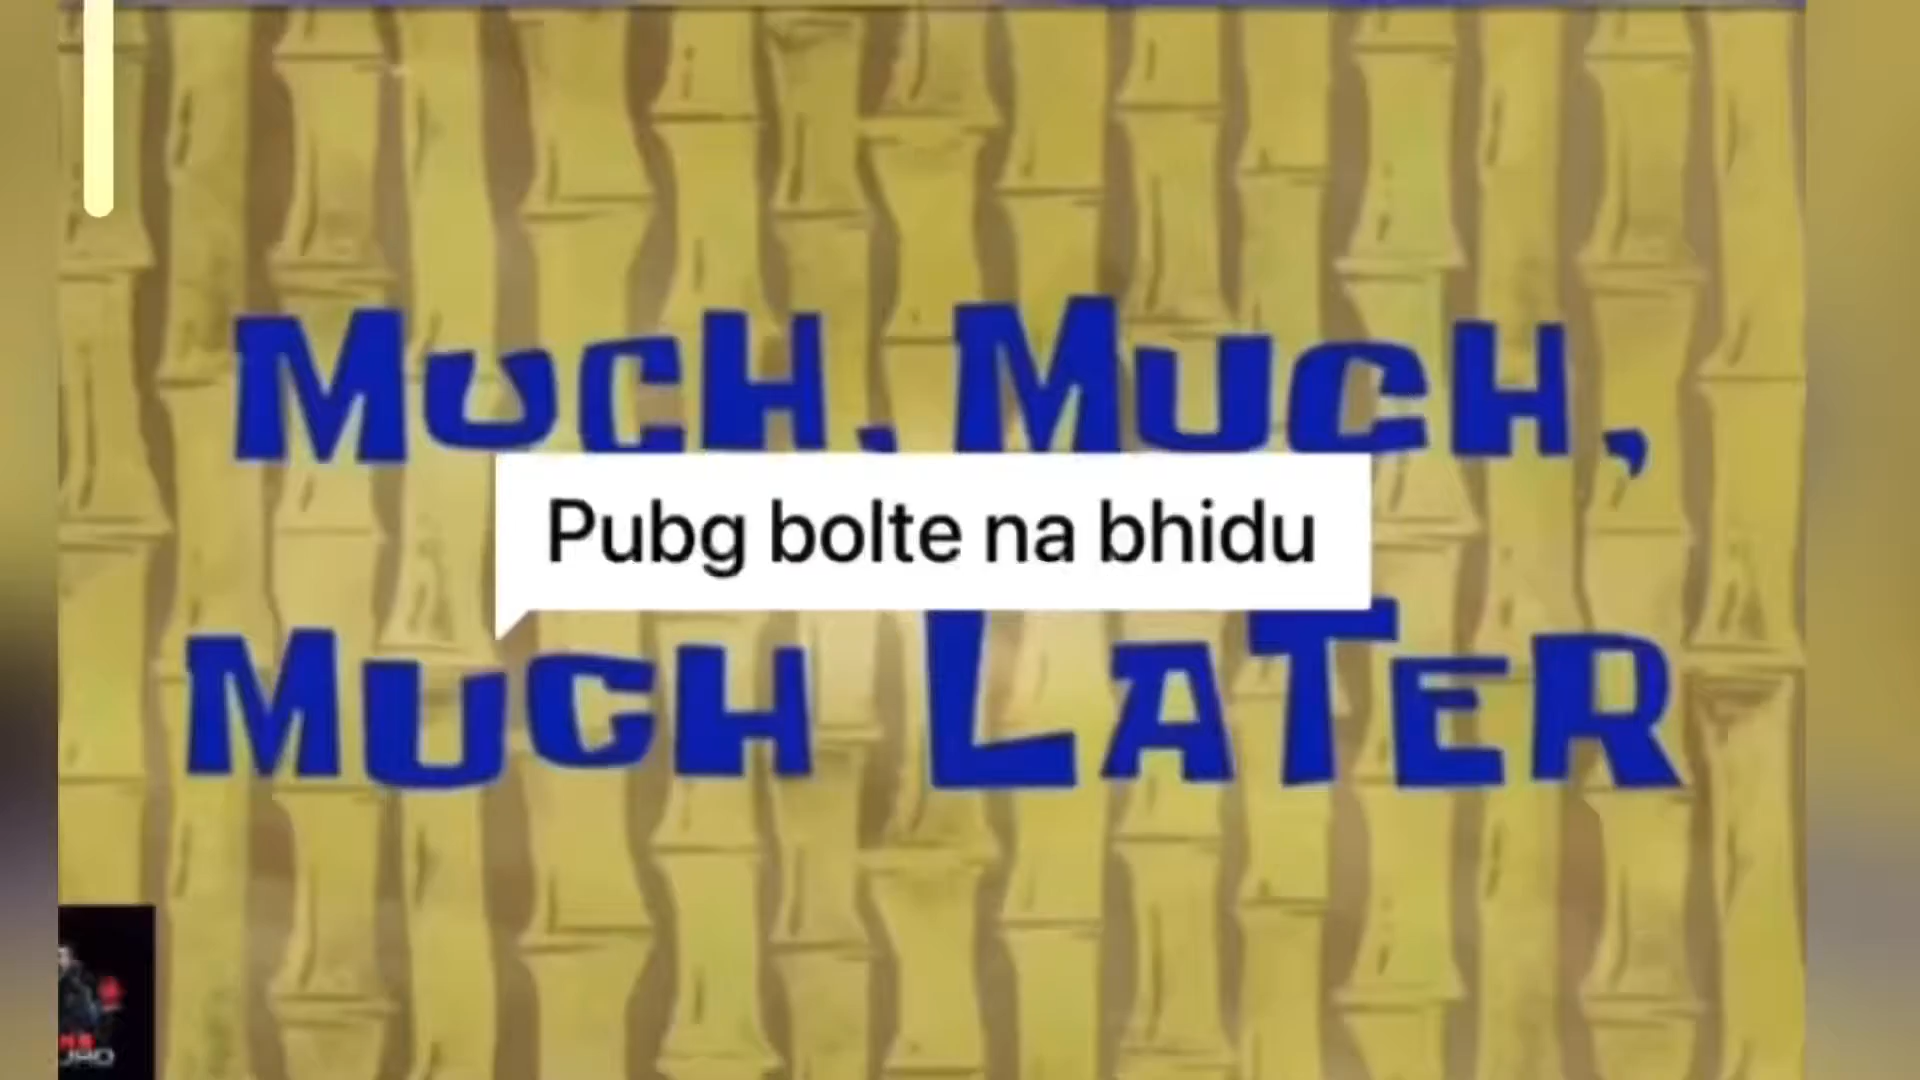 Much, Much,
Pubg bolte na bhidu
Much Later